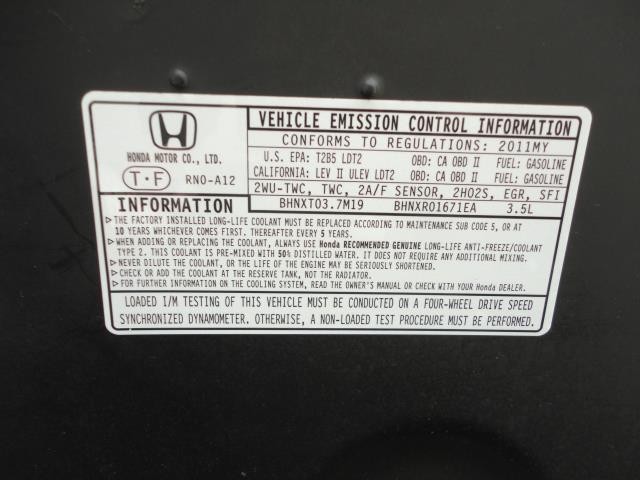 HONDA MOTOR CO., LTD.
T·F RN0-A12
VEHICLE EMISSION CONTROL INFORMATION
CONFORMS TO REGULATIONS: 2011MY
U.S. EPA: T2B5 LDT2 OBD: CA OBD II FUEL: GASOLINE
CALIFORNIA: LEV II ULEV LDT2 OBD: CA OBD II FUEL: GASOLINE
2WU-TWC, TWC, 2A/F SENSOR, 2HO2S, EGR, SFI
BHNXT03.7M19 BHNXR01671EA 3.5L
INFORMATION
▶THE FACTORY INSTALLED LONG-LIFE COOLANT MUST BE REPLACED ACCORDING TO MAINTENANCE SUB CODE 5, OR AT
10 YEARS WHICHEVER COMES FIRST. THEREAFTER EVERY 5 YEARS.
▶WHEN ADDING OR REPLACING COOLANT, ALWAYS USE Honda RECOMMENDED GENUINE LONG-LIFE ANTI-FREEZE/COOLANT
TYPE 2. THIS COOLANT IS PRE-MIXED WITH 50% DISTILLED WATER. IT DOES NOT REQUIRE ANY ADDITIONAL MIXING.
▶NEVER DILUTE THE COOLANT, OR ENGINE LIFE MAY BE SERIOUSLY SHORTENED.
▶CHECK OR ADD THE COOLANT AT THE RESERVE TANK, NOT THE RADIATOR.
▶FOR FURTHER INFORMATION ON THE COOLING SYSTEM, READ THE OWNER'S MANUAL OR CHECK WITH YOUR Honda DEALER.
LOADED I/M TESTING OF THIS VEHICLE MUST BE CONDUCTED ON A FOUR-WHEEL DRIVE SPEED
SYNCHRONIZED DYNAMOMETER. OTHERWISE, A NON-LOADED TEST PROCEDURE MUST BE PERFORMED.